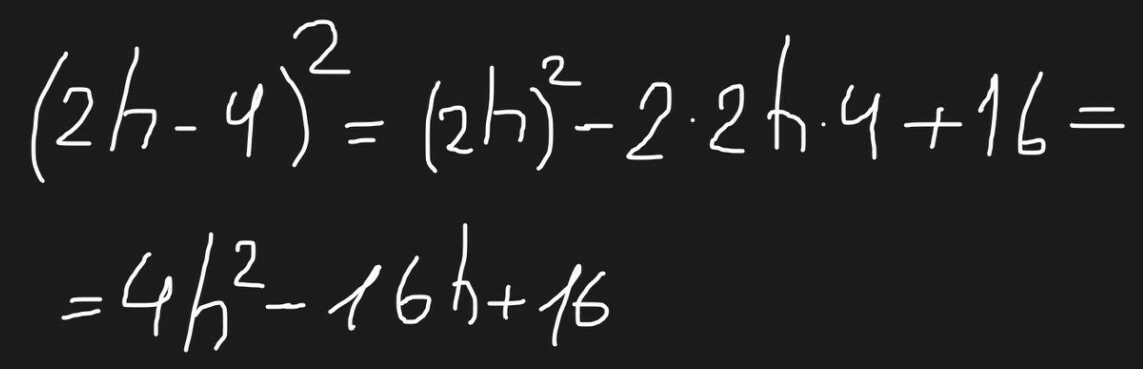 (2h-4)² = (2h)² - 2·2h·4 + 16 =
= 4h² - 16h + 16